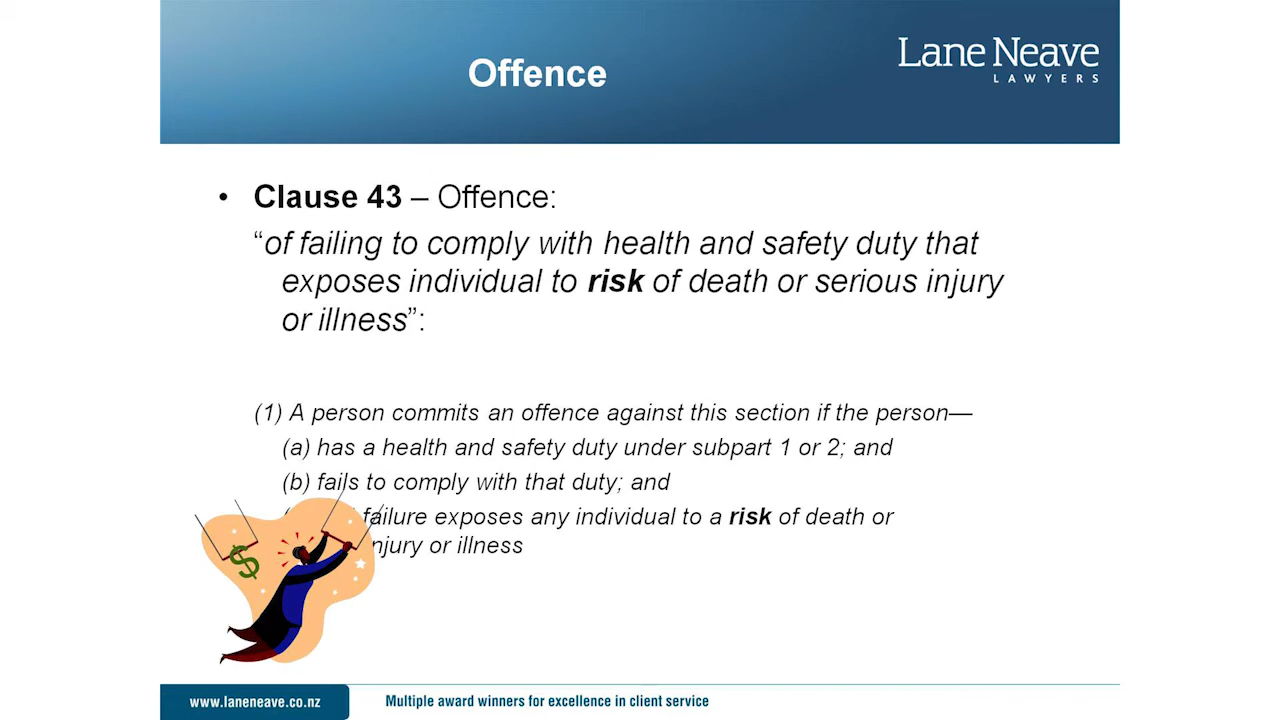 Offence
Lane Neave
LAWYERS
• Clause 43 – Offence:
“of failing to comply with health and safety duty that
exposes individual to risk of death or serious injury
or illness”:
(1) A person commits an offence against this section if the person—
(a) has a health and safety duty under subpart 1 or 2; and
(b) fails to comply with that duty; and
failure exposes any individual to a risk of death or
injury or illness
$
www.laneneave.co.nz
Multiple award winners for excellence in client service